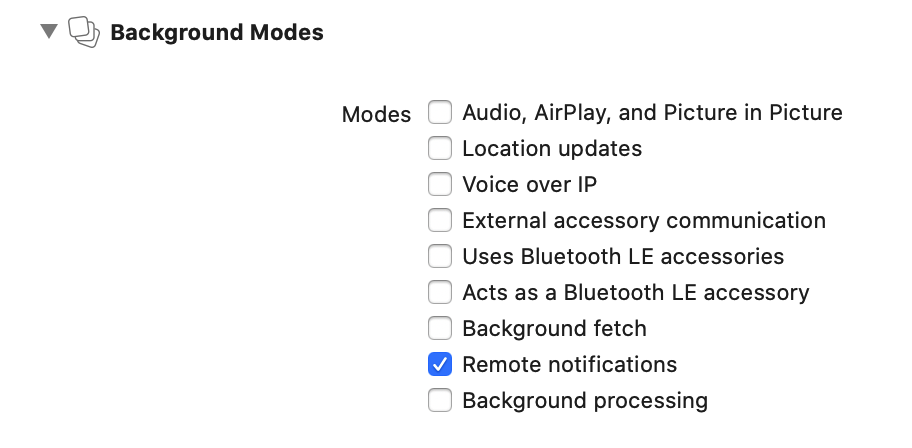 Background Modes
Modes Audio, AirPlay, and Picture in Picture
Location updates
Voice over IP
External accessory communication
Uses Bluetooth LE accessories
Acts as a Bluetooth LE accessory
Background fetch
Remote notifications
Background processing